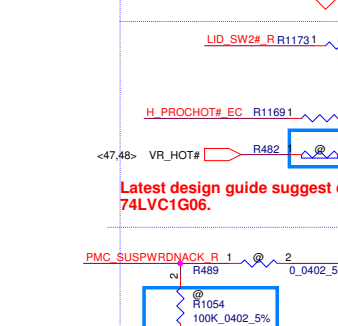 LID_SW2#_R R1173 1
H_PROCHOT#_EC R1169 1
<47,48> VR_HOT# R482 1 @
Latest design guide suggest
74LVC1G06.
PMC_SUSPWRDNACK_R 1 @ 2
R489 0_0402_5
2
@
R1054
100K_0402_5%